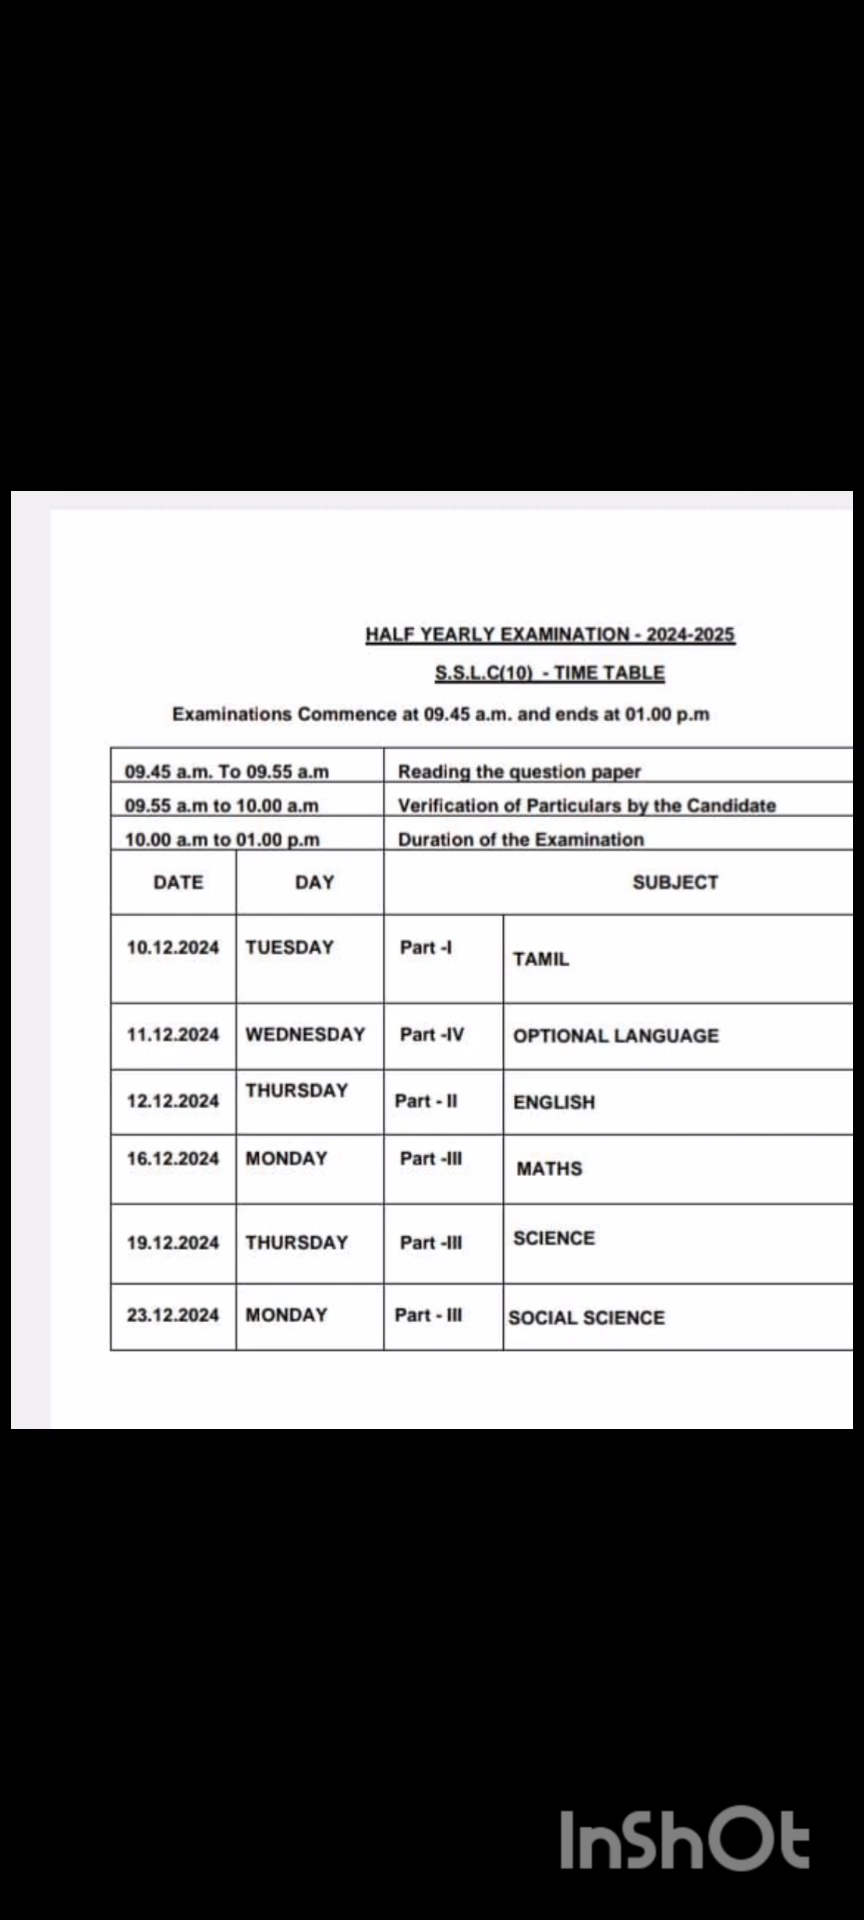 HALF YEARLY EXAMINATION - 2024-2025
S.S.L.C(10) - TIME TABLE
Examinations Commence at 09.45 a.m. and ends at 01.00 p.m
09.45 a.m. To 09.55 a.m Reading the question paper
09.55 a.m to 10.00 a.m Verification of Particulars by the Candidate
10.00 a.m to 01.00 p.m Duration of the Examination
DATE DAY SUBJECT
10.12.2024 TUESDAY Part -I TAMIL
11.12.2024 WEDNESDAY Part -IV OPTIONAL LANGUAGE
12.12.2024 THURSDAY Part - II ENGLISH
16.12.2024 MONDAY Part -III MATHS
19.12.2024 THURSDAY Part -III SCIENCE
23.12.2024 MONDAY Part - III SOCIAL SCIENCE
InShOt